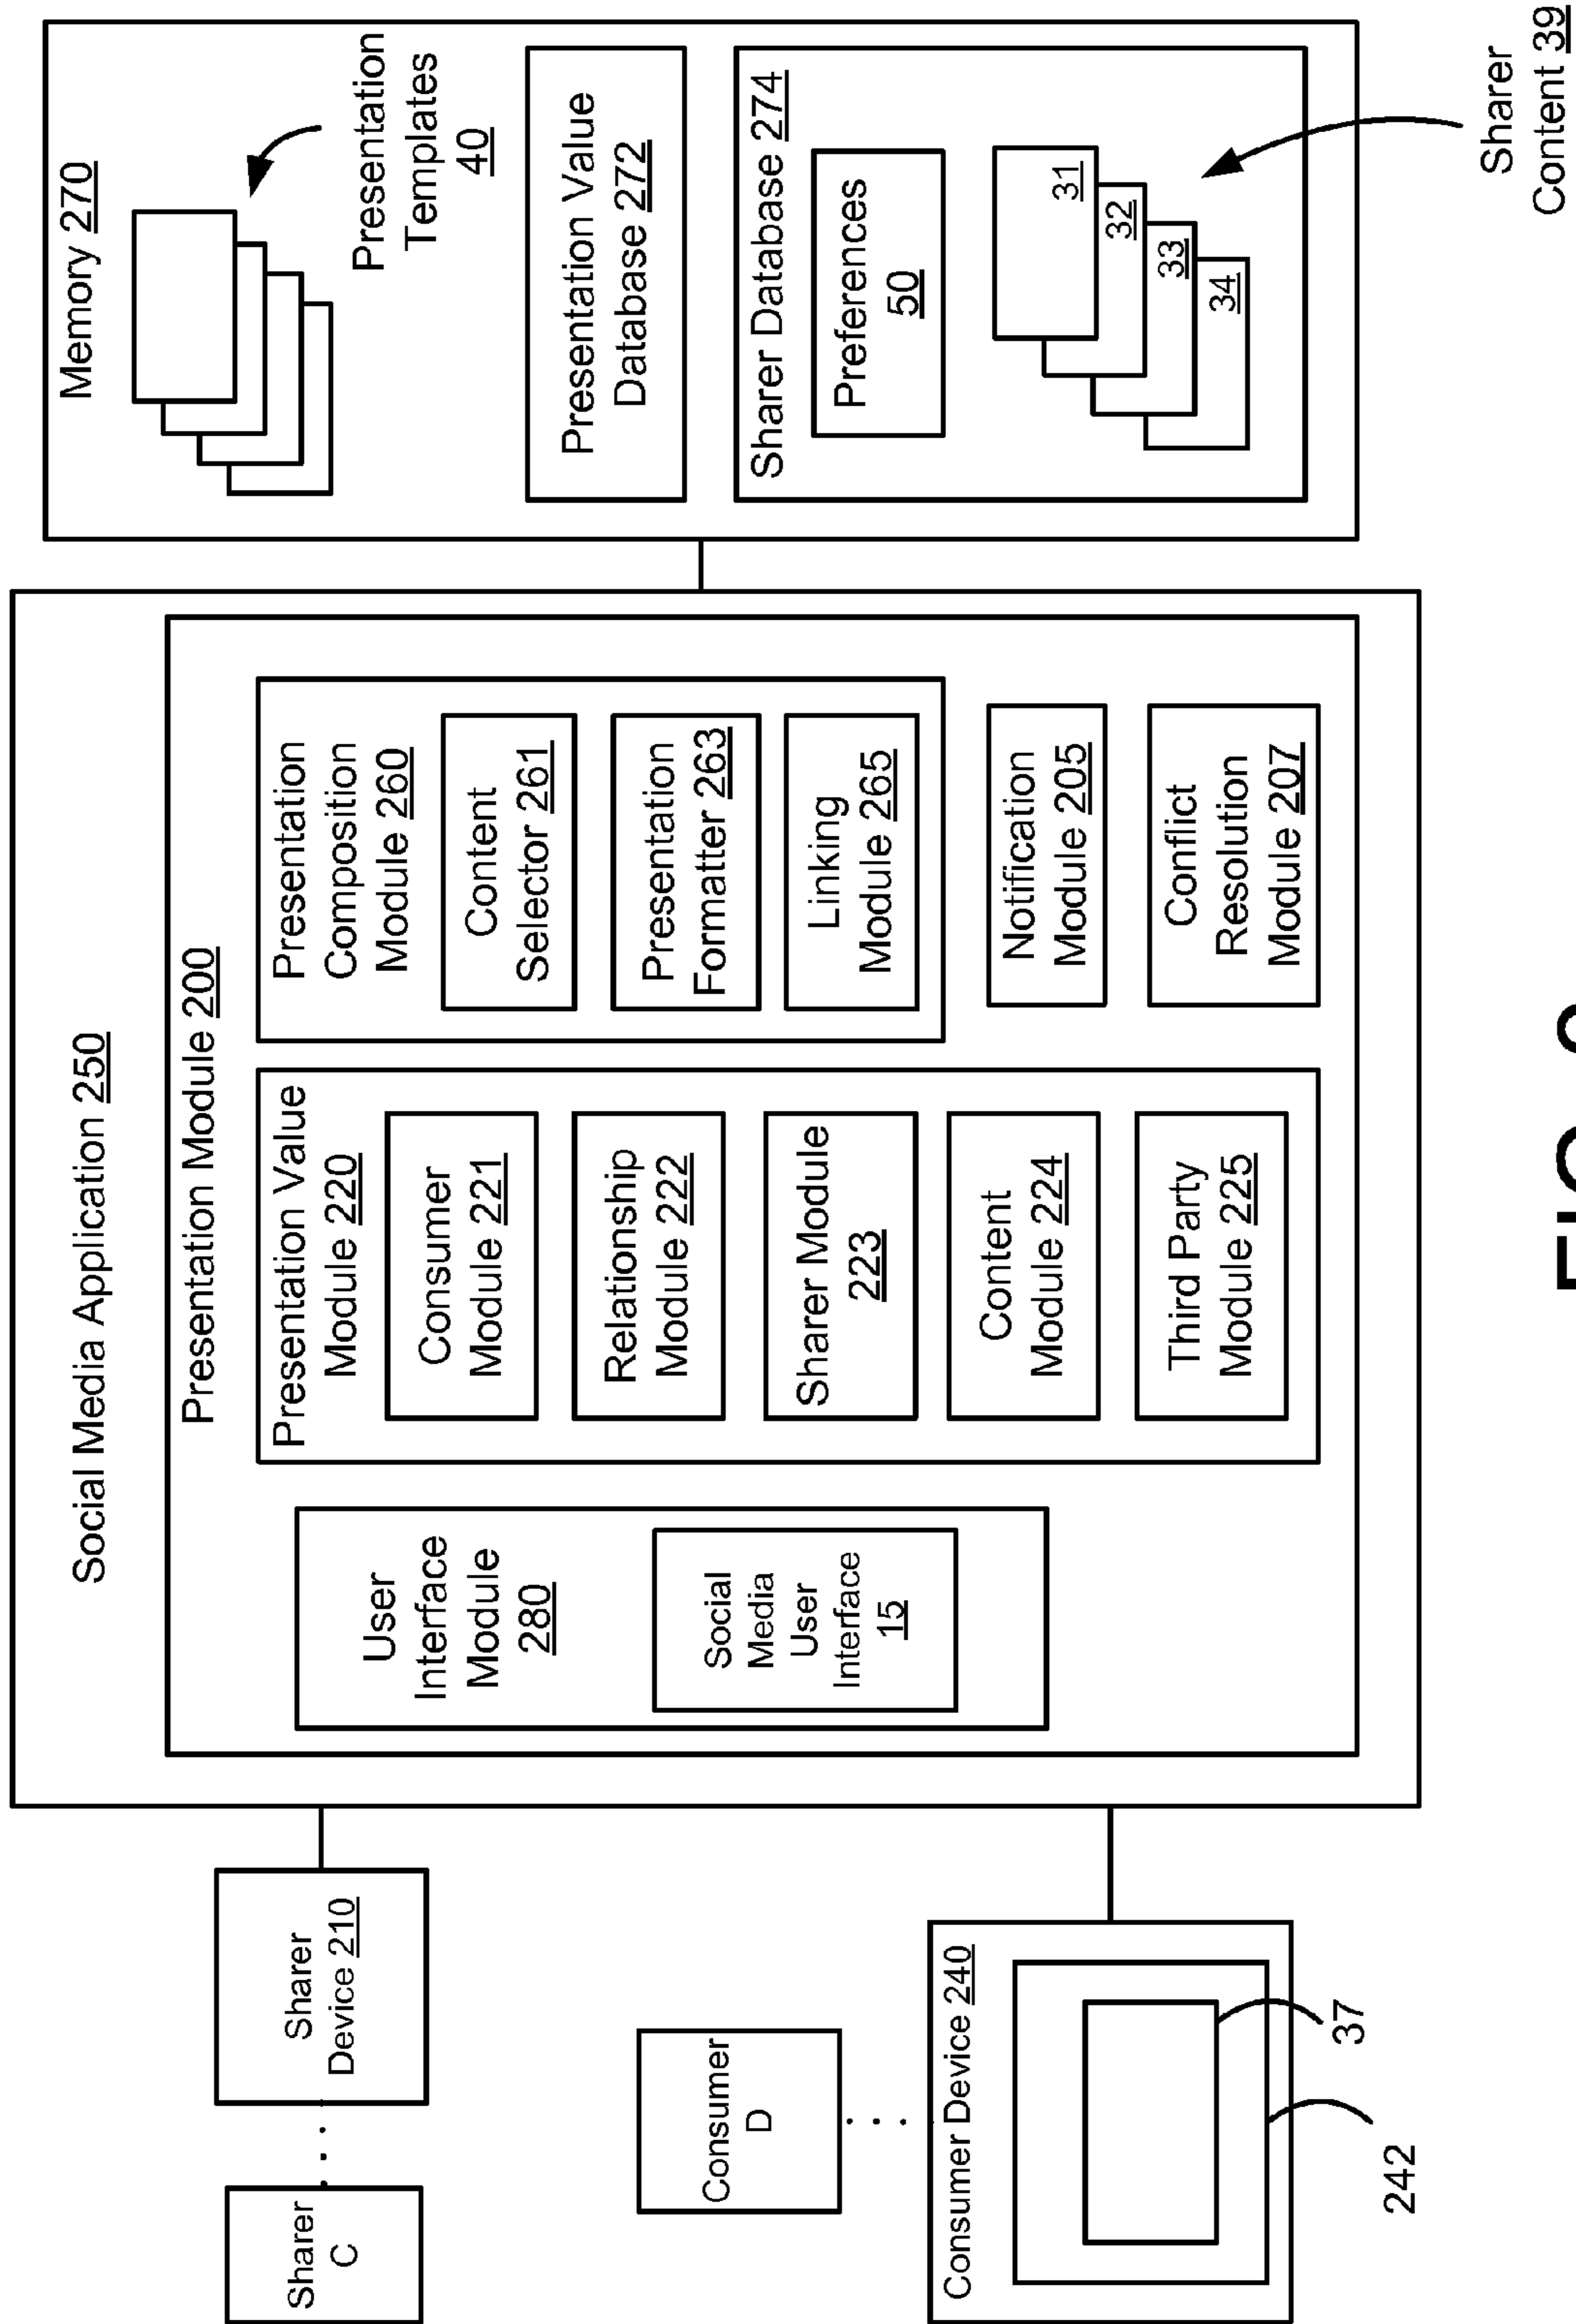 Social Media Application 250
Presentation Module 200
User
Interface
Module
280
Social
Media
User
Interface
15
Presentation Value
Module 220
Consumer
Module 221
Relationship
Module 222
Sharer Module
223
Content
Module 224
Third Party
Module 225
Presentation
Composition
Module 260
Content
Selector 261
Presentation
Formatter 263
Linking
Module 265
Notification
Module 205
Conflict
Resolution
Module 207
Memory 270
Presentation
Templates
40
Presentation Value
Database 272
Sharer Database 274
Preferences
50
31
32
33
34
Sharer
Content 39
Sharer
C
Sharer
Device 210
Consumer
D
Consumer Device 240
37
242